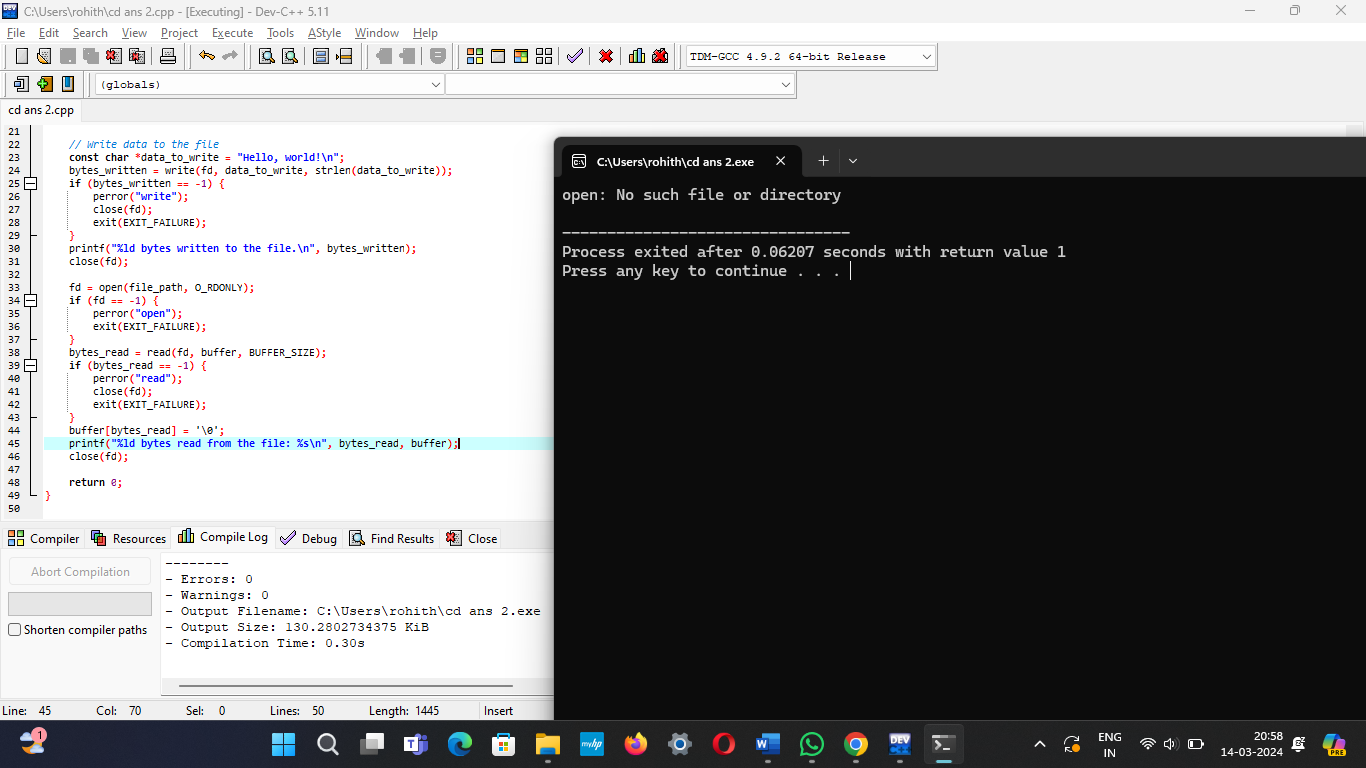 C:\Users\rohith\cd ans 2.cpp - [Executing] - Dev-C++ 5.11
File Edit Search View Project Execute Tools AStyle Window Help
TDM-GCC 4.9.2 64-bit Release
(globals)
cd ans 2.cpp
21
22 // Write data to the file
23 const char *data_to_write = "Hello, world!\n";
24 bytes_written = write(fd, data_to_write, strlen(data_to_write));
25 if (bytes_written == -1) {
26 perror("write");
27 close(fd);
28 exit(EXIT_FAILURE);
29 }
30 printf("%ld bytes written to the file.\n", bytes_written);
31 close(fd);
32
33 fd = open(file_path, O_RDONLY);
34 if (fd == -1) {
35 perror("open");
36 exit(EXIT_FAILURE);
37 }
38 bytes_read = read(fd, buffer, BUFFER_SIZE);
39 if (bytes_read == -1) {
40 perror("read");
41 close(fd);
42 exit(EXIT_FAILURE);
43 }
44 buffer[bytes_read] = '\0';
45 printf("%ld bytes read from the file: %s\n", bytes_read, buffer);
46 close(fd);
47
48 return 0;
49 }
50
C:\Users\rohith\cd ans 2.exe
open: No such file or directory
--------------------------------
Process exited after 0.06207 seconds with return value 1
Press any key to continue . . .
Compiler Resources Compile Log Debug Find Results Close
Abort Compilation
Shorten compiler paths
--------
- Errors: 0
- Warnings: 0
- Output Filename: C:\Users\rohith\cd ans 2.exe
- Output Size: 130.2802734375 KiB
- Compilation Time: 0.30s
Line: 45 Col: 70 Sel: 0 Lines: 50 Length: 1445 Insert
1
myhp
DEV
ENG
IN
20:58
14-03-2024
PRE